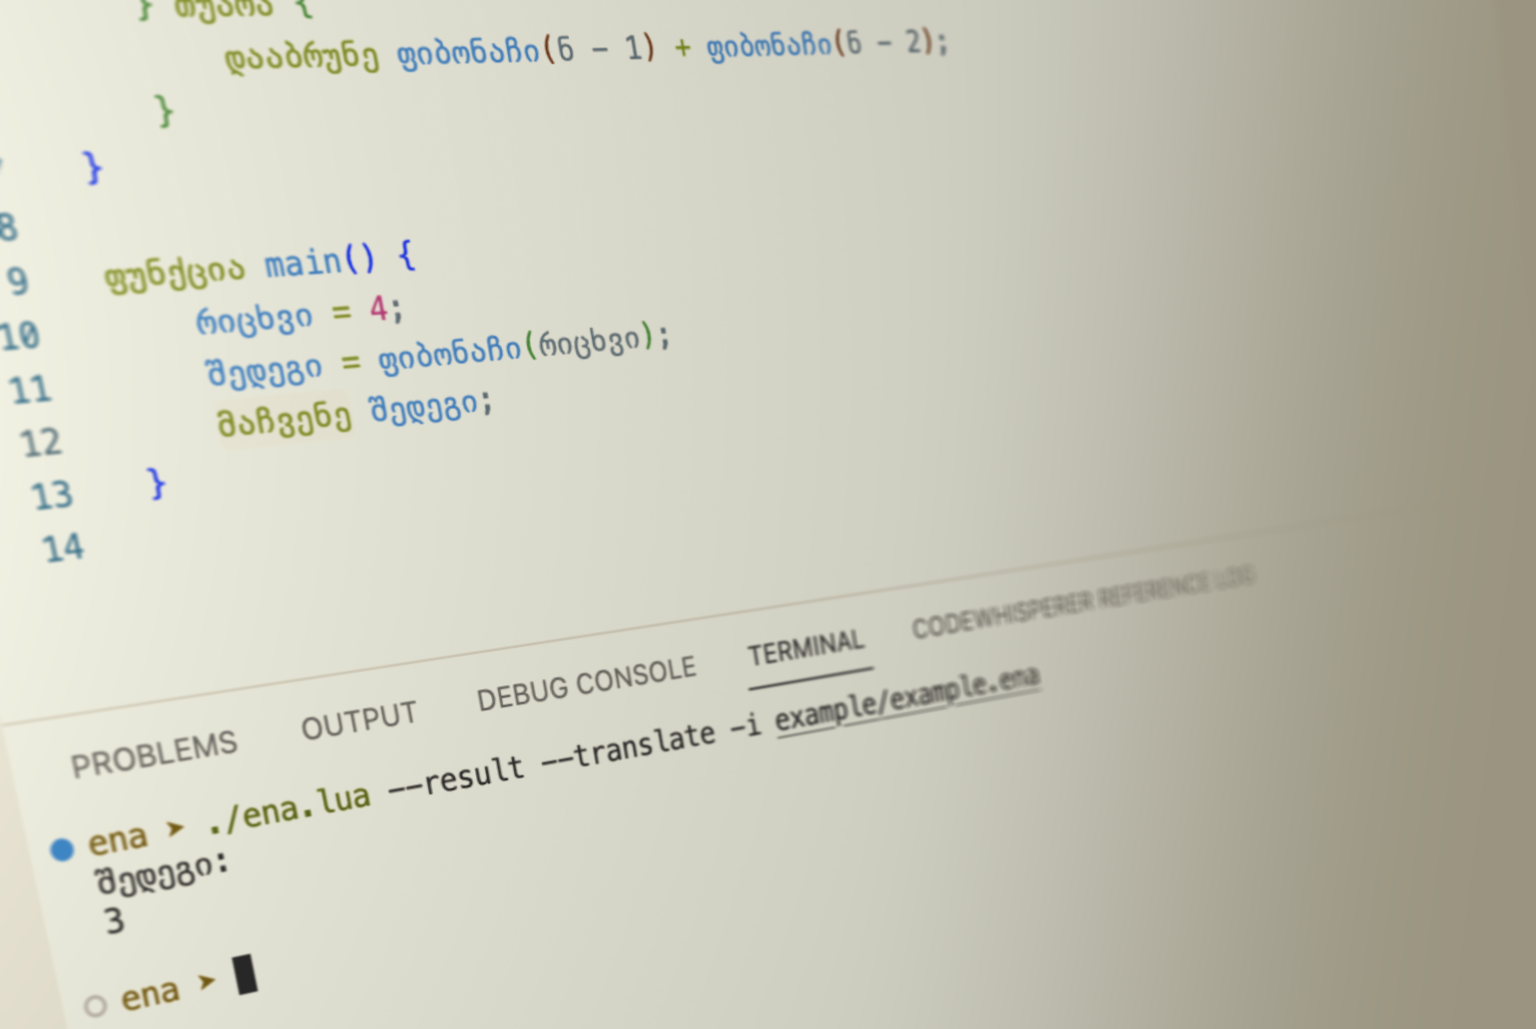 } თუარა {
დააბრუნე ფიბონაჩი(ნ - 1) + ფიბონაჩი(ნ - 2);
}
}
8
9 ფუნქცია main() {
10 რიცხვი = 4;
11 შედეგი = ფიბონაჩი(რიცხვი);
12 მაჩვენე შედეგი;
13 }
14
PROBLEMS OUTPUT DEBUG CONSOLE TERMINAL CODEWHISPERER REFERENCE LOG
ena ➤ ./ena.lua --result --translate -i example/example.ena
შედეგი:
3
ena ➤